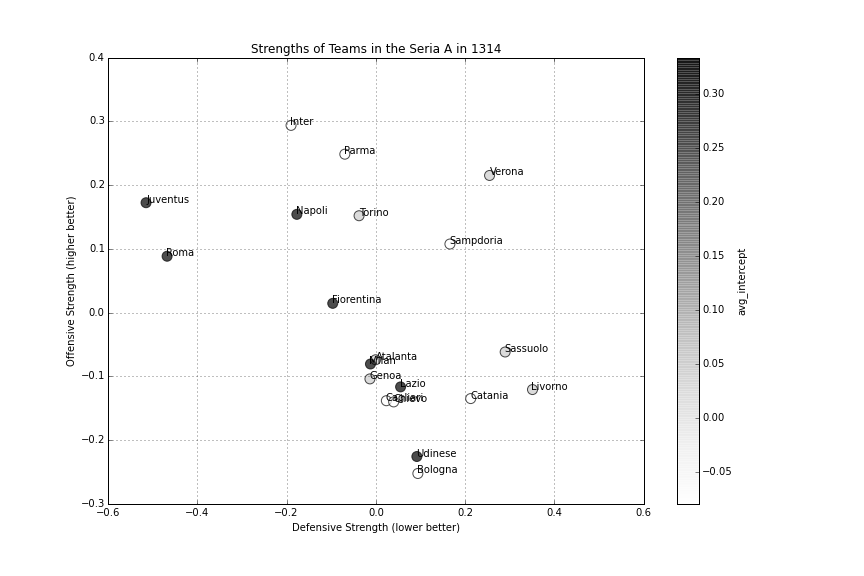 Strengths of Teams in the Seria A in 1314
0.4
0.3
0.2
0.1
0.0
−0.1
−0.2
−0.3
Offensive Strength (higher better)
Inter
Parma
Verona
Juventus
Napoli
Torino
Sampdoria
Roma
Fiorentina
Atalanta
Milan
Sassuolo
Genoa
Lazio
Livorno
Cagliari
Chievo
Catania
Udinese
Bologna
−0.6
−0.4
−0.2
0.0
0.2
0.4
0.6
Defensive Strength (lower better)
0.30
0.25
0.20
0.15
0.10
0.05
0.00
−0.05
avg_intercept